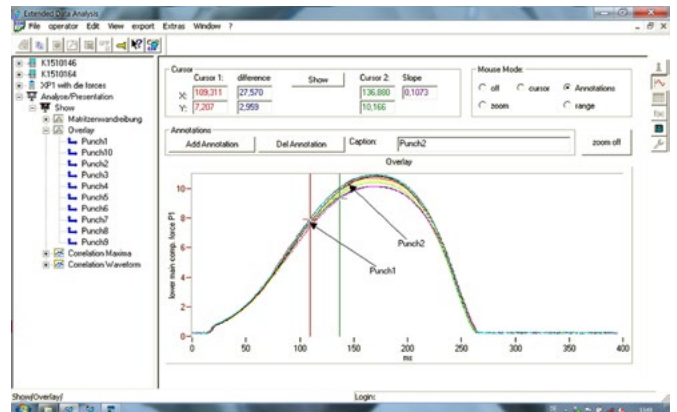 Extended Data Analysis
File operator Edit View export Extras Window ?
K1510146
K1510164
XP1 with die forces
Analyse/Presentation
Show
Matritzenwandreibung
Overlay
Punch1
Punch10
Punch2
Punch3
Punch4
Punch5
Punch6
Punch7
Punch8
Punch9
Correlation Maxima
Correlation Waveform
Cursor
Cursor 1: difference Show Cursor 2: Slope
X: 109,311 27,570 136,880 0,1073
Y: 7,207 2,959 10,166
Mouse Mode:
off cursor Annotations
zoom range
Annotations
Add Annotation Del Annotation Caption: Punch2 zoom off
Overlay
lower main comp. force P1
10
8
6
4
2
0
Punch2
Punch1
0 50 100 150 200 250 300 350 400
ms
Show/Overlay/ Login: